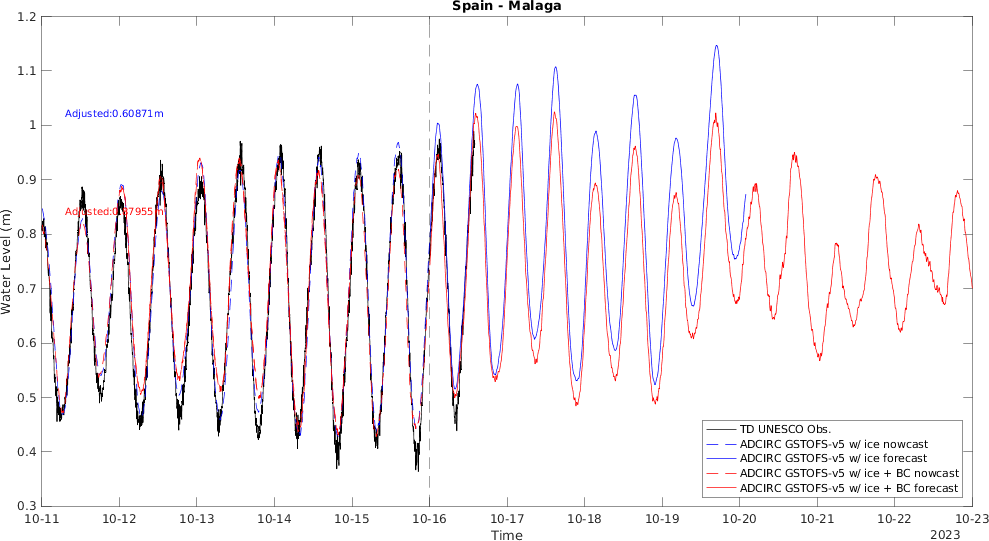 Spain - Malaga
1.2
1.1
1
0.9
0.8
0.7
0.6
0.5
0.4
0.3
Water Level (m)
Adjusted:0.60871m
TD UNESCO Obs.
ADCIRC GSTOFS-v5 w/ ice nowcast
ADCIRC GSTOFS-v5 w/ ice forecast
ADCIRC GSTOFS-v5 w/ ice + BC nowcast
ADCIRC GSTOFS-v5 w/ ice + BC forecast
10-11 10-12 10-13 10-14 10-15 10-16 10-17 10-18 10-19 10-20 10-21 10-22 10-23
Time
2023